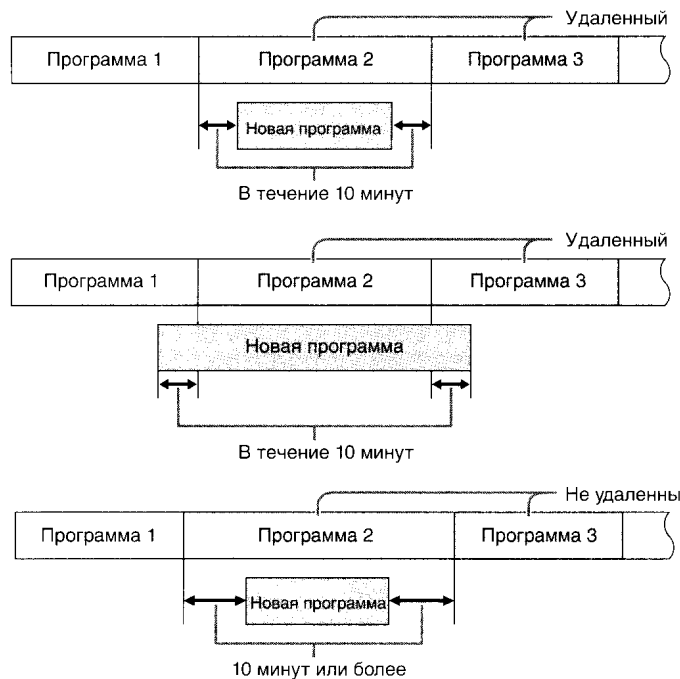 Удаленный
Программа 1 Программа 2 Программа 3
Новая программа
В течение 10 минут
Удаленный
Программа 1 Программа 2 Программа 3
Новая программа
В течение 10 минут
Не удаленны
Программа 1 Программа 2 Программа 3
Новая программа
10 минут или более